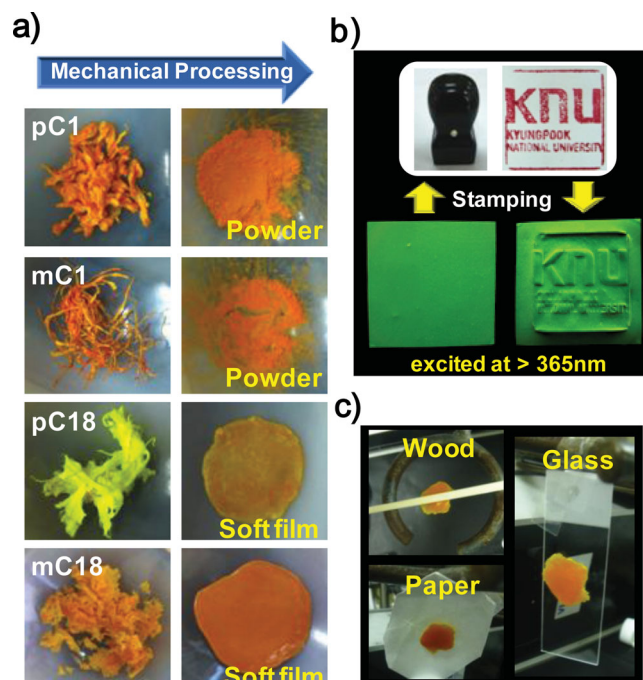 a)
Mechanical Processing
pC1
Powder
mC1
Powder
pC18
Soft film
mC18
Soft film
b)
KNU
KYUNGPOOK
NATIONAL UNIVERSITY
Stamping
KNU
excited at > 365nm
c)
Wood
Glass
Paper